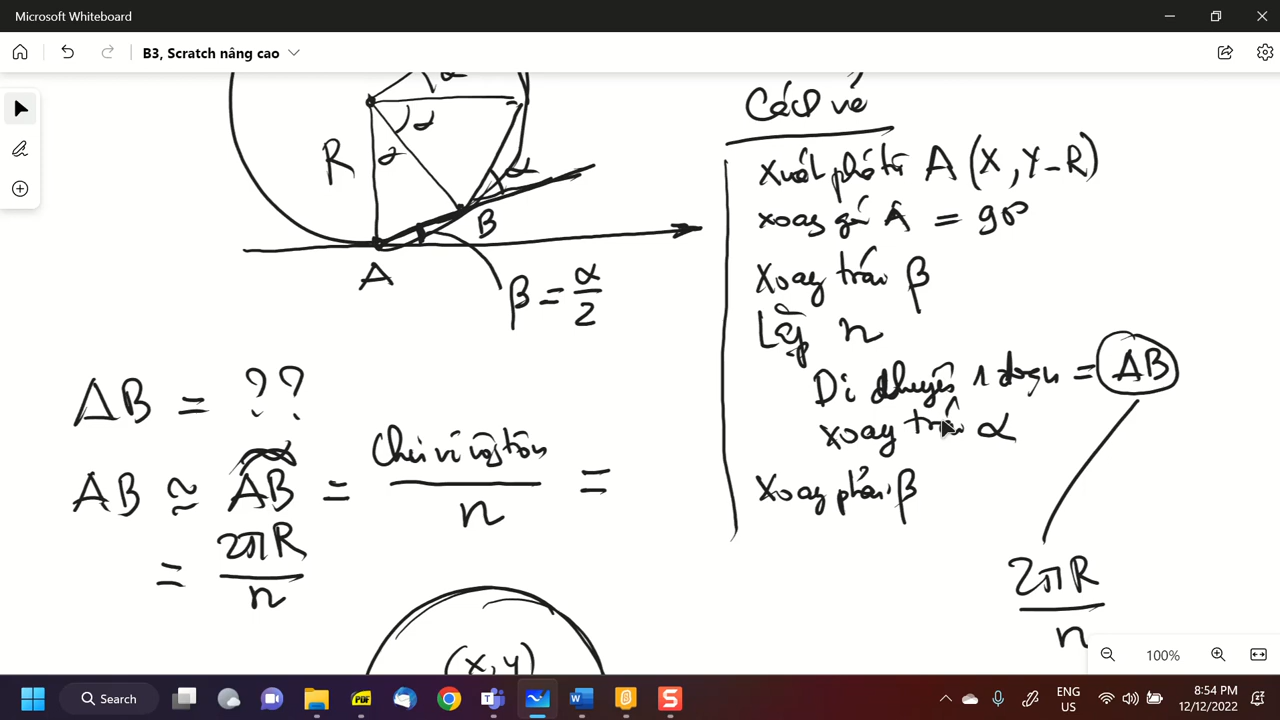 Microsoft Whiteboard
B3, Scratch nâng cao
α
R
α
α
α
B
A
β = α/2
Cách vẽ
Xuất phát từ A (X, Y-R)
xoay góc A = 90°
Xoay trái β
Lặp n
Di chuyển 1 đoạn = AB
xoay trái α
Xoay phải β
AB = ??
AB ≃ AB = Chu vi vòng tròn / n =
= 2πR / n
2πR
n
(x, y)
100%
Search
ENG
US
8:54 PM
12/12/2022